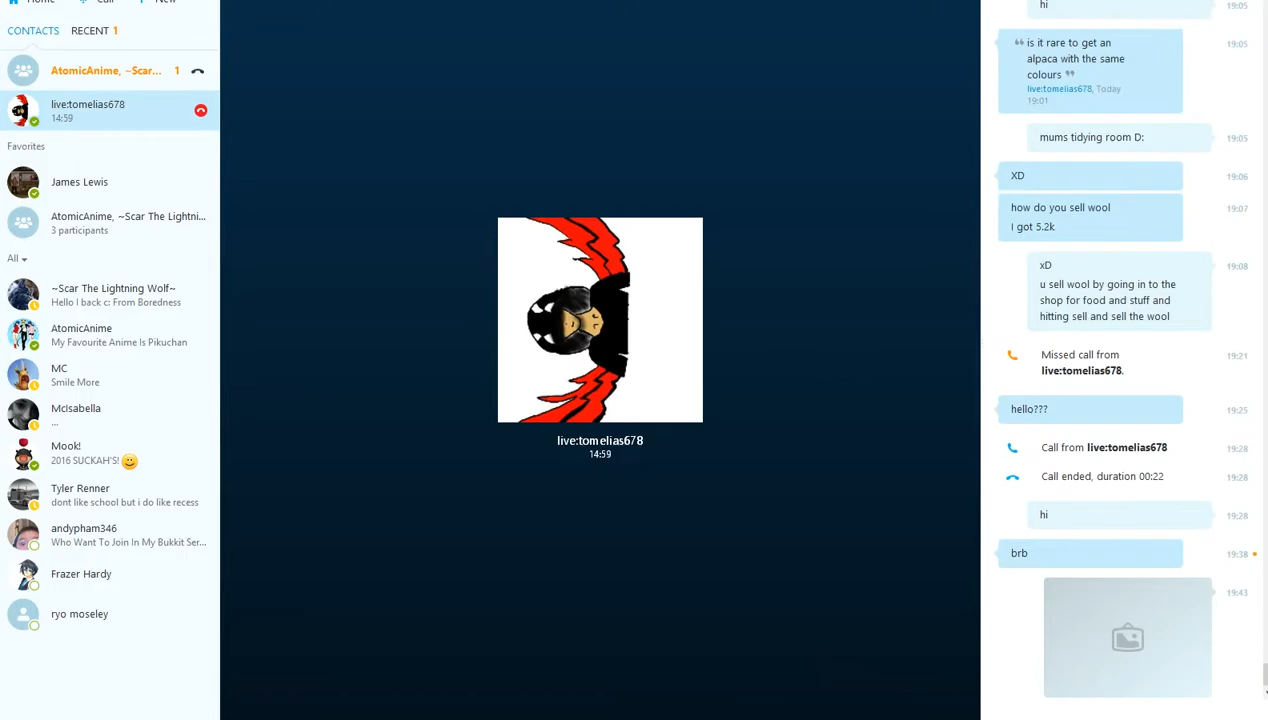 Home
Call
New
CONTACTS
RECENT 1
AtomicAnime, ~Scar...
1
live:tomelias678
14:59
Favorites
James Lewis
AtomicAnime, ~Scar The Lightni...
3 participants
All
~Scar The Lightning Wolf~
Hello I back c: From Boredness
AtomicAnime
My Favourite Anime Is Pikuchan
MC
Smile More
McIsabella
...
Mook!
2016 SUCKAH'S!
Tyler Renner
dont like school but i do like recess
andypham346
Who Want To Join In My Bukkit Ser...
Frazer Hardy
ryo moseley
live:tomelias678
14:59
hi
19:05
❝ is it rare to get an
19:05
alpaca with the same
colours ❞
live:tomelias678, Today
19:01
mums tidying room D:
19:05
XD
19:06
how do you sell wool
19:07
I got 5.2k
xD
19:08
u sell wool by going in to the
shop for food and stuff and
hitting sell and sell the wool
Missed call from
19:21
live:tomelias678.
hello???
19:25
Call from live:tomelias678
19:28
Call ended, duration 00:22
19:28
hi
19:28
brb
19:38
19:43